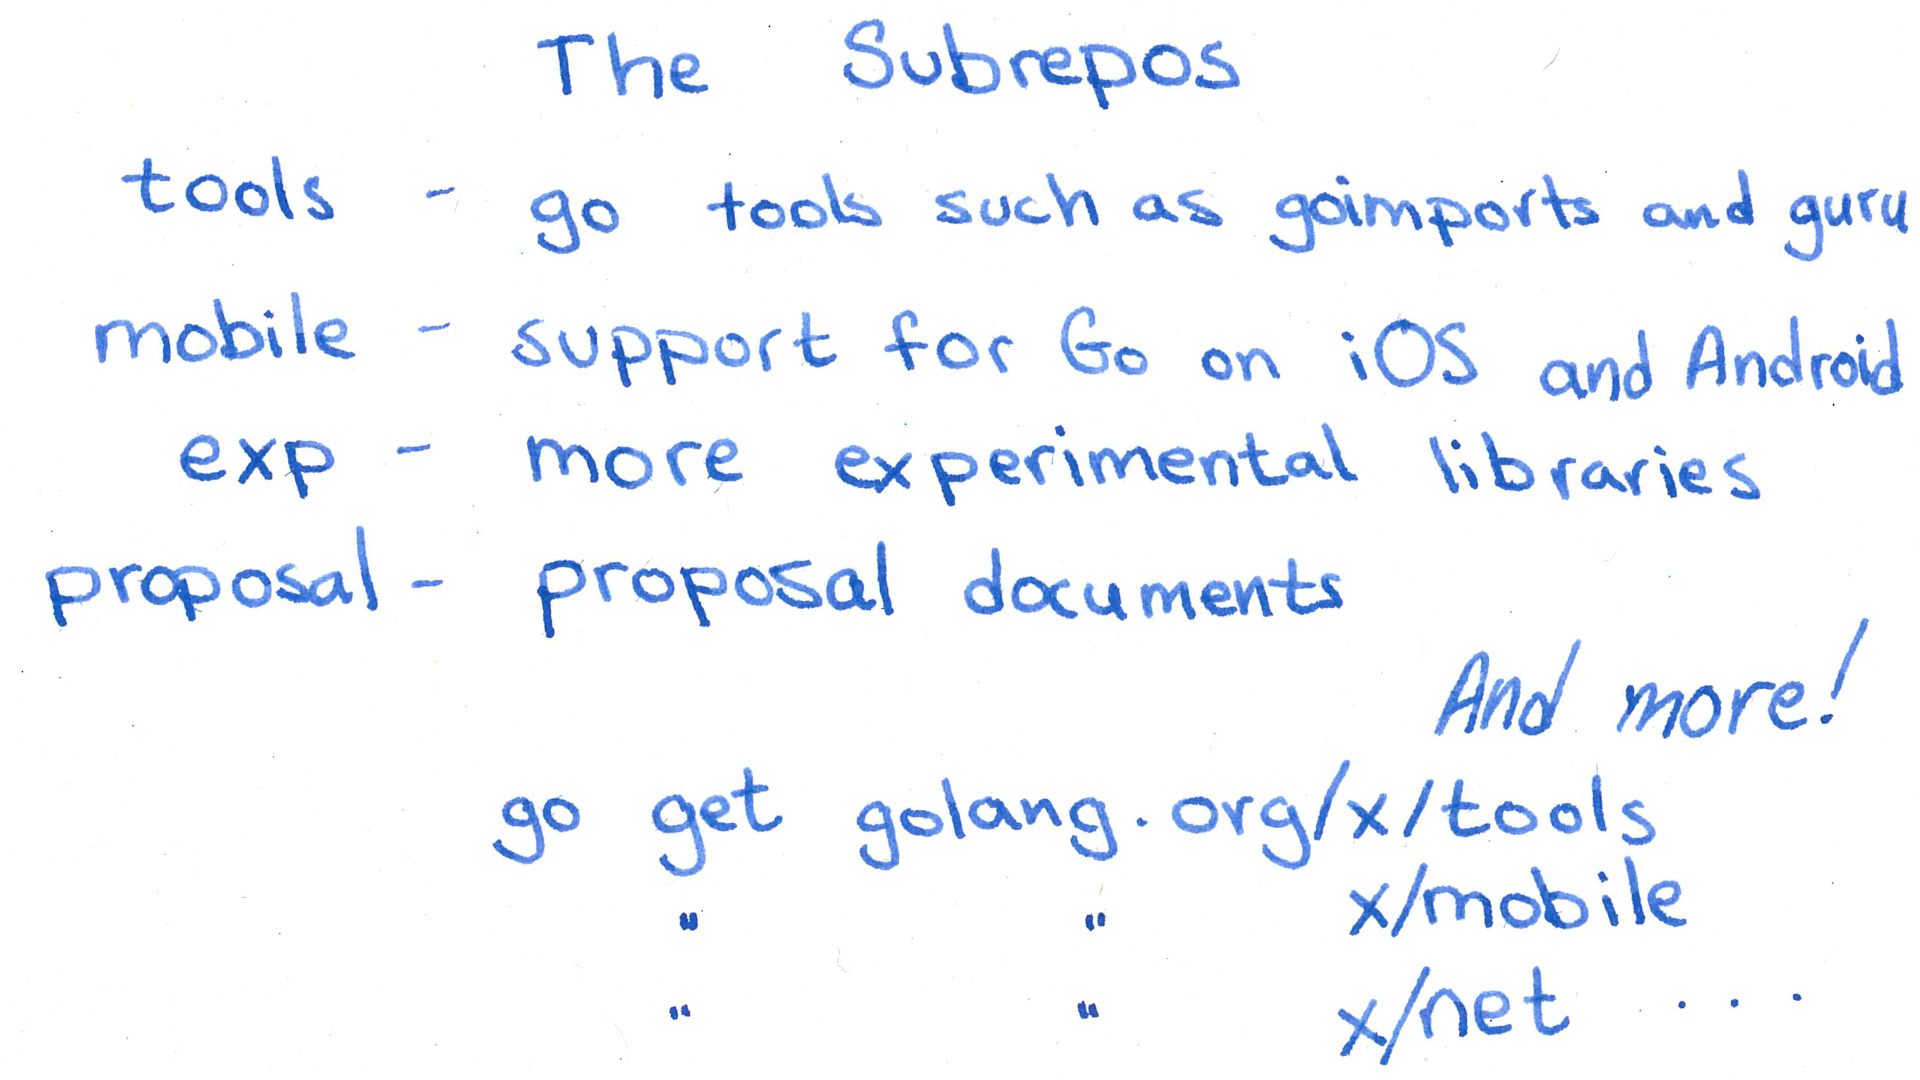 The Subrepos
tools - go tools such as goimports and guru
mobile - support for Go on iOS and Android
exp - more experimental libraries
proposal - proposal documents
And more!
go get golang.org/x/tools
" " x/mobile
" " x/net ...